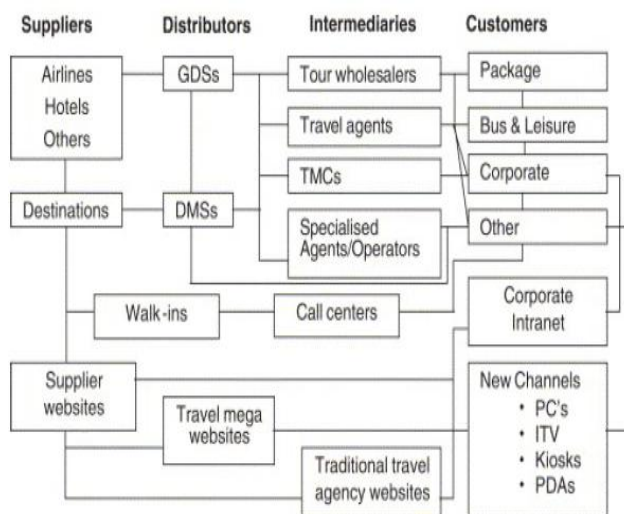 Suppliers Distributors Intermediaries Customers
Airlines
Hotels
Others
GDSs
Tour wholesalers
Package
Travel agents
Bus & Leisure
TMCs
Corporate
Destinations
DMSs
Specialised
Agents/Operators
Other
Walk-ins
Call centers
Corporate
Intranet
Supplier
websites
Travel mega
websites
Traditional travel
agency websites
New Channels
• PC's
• ITV
• Kiosks
• PDAs